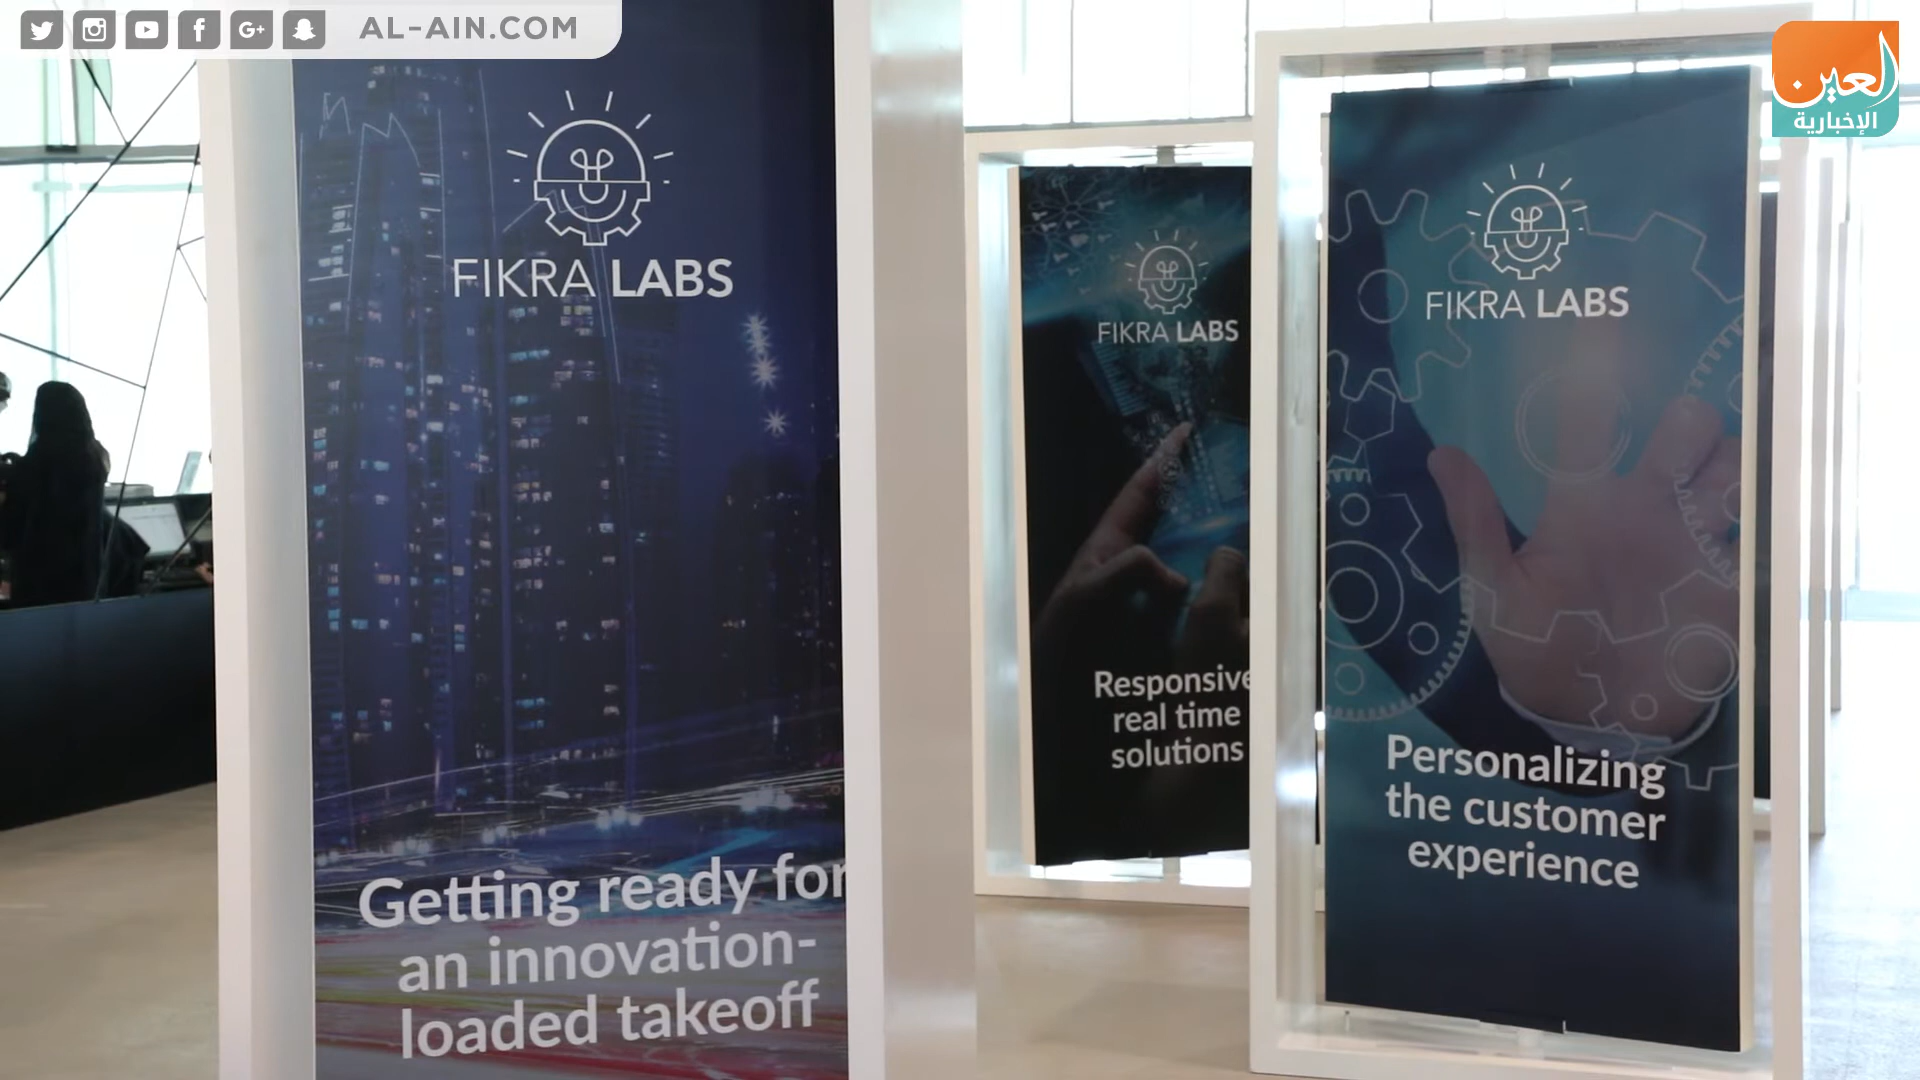 AL-AIN.COM
العين
الإخبارية
FIKRA LABS
Getting ready for
an innovation-
loaded takeoff
FIKRA LABS
Responsive
real time
solutions
FIKRA LABS
Personalizing
the customer
experience